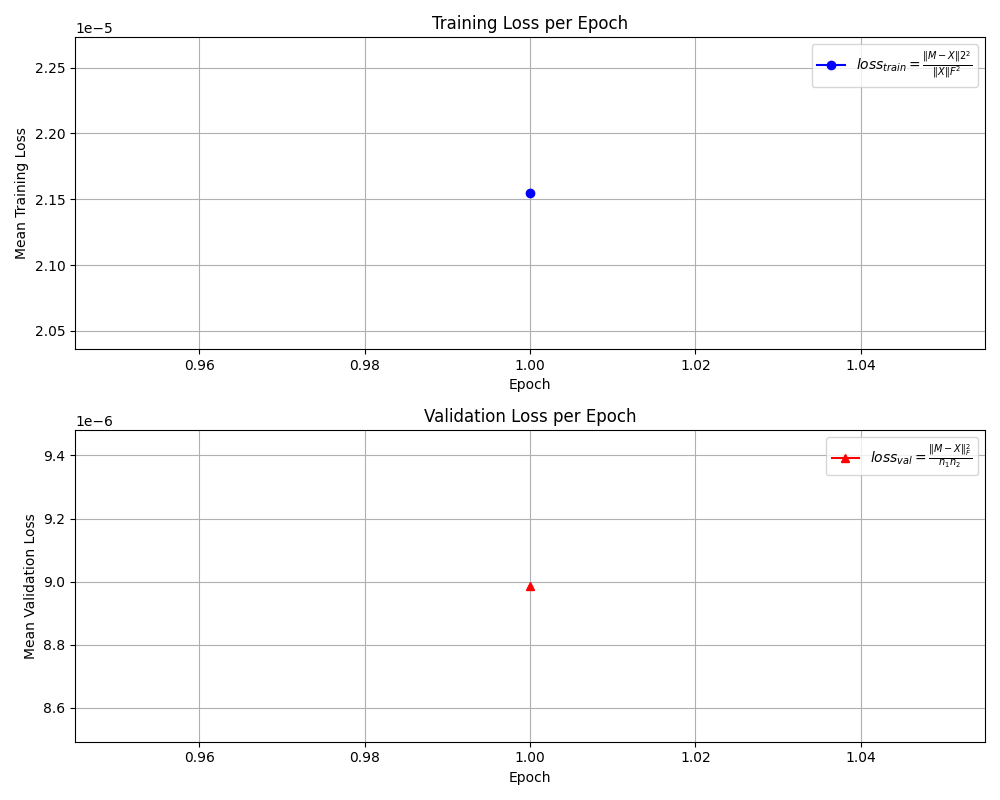 Training Loss per Epoch
1e−5
2.25
2.20
2.15
2.10
2.05
Mean Training Loss
loss_{train} = \frac{‖M − X‖2^2}{‖X‖F^2}
0.96 0.98 1.00 1.02 1.04
Epoch
Validation Loss per Epoch
1e−6
9.4
9.2
9.0
8.8
8.6
Mean Validation Loss
loss_{val} = \frac{‖M − X‖_F^2}{n_1 n_2}
0.96 0.98 1.00 1.02 1.04
Epoch